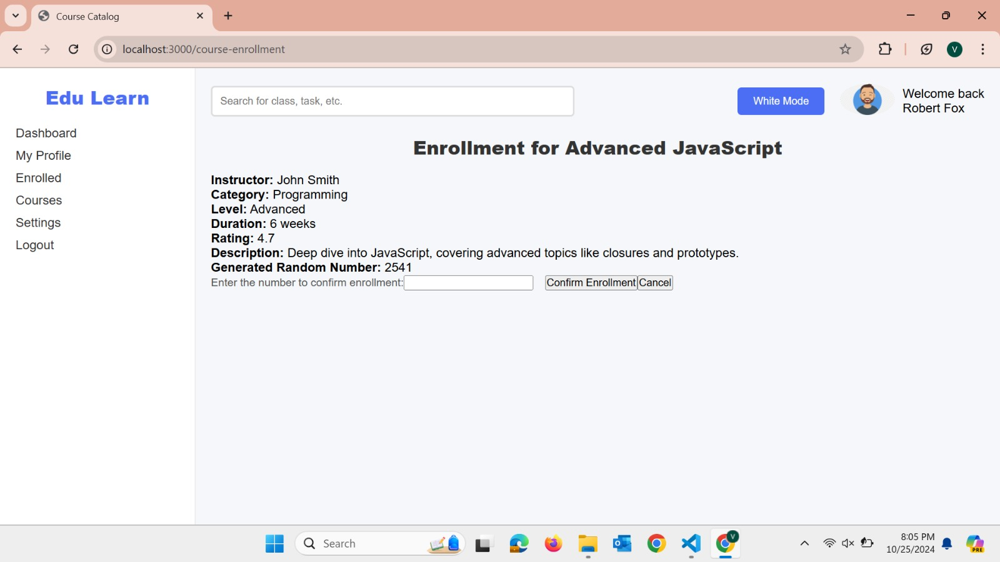 Course Catalog
localhost:3000/course-enrollment
V
Edu Learn
Dashboard
My Profile
Enrolled
Courses
Settings
Logout
Search for class, task, etc.
White Mode
Welcome back
Robert Fox
Enrollment for Advanced JavaScript
Instructor: John Smith
Category: Programming
Level: Advanced
Duration: 6 weeks
Rating: 4.7
Description: Deep dive into JavaScript, covering advanced topics like closures and prototypes.
Generated Random Number: 2541
Enter the number to confirm enrollment: Confirm Enrollment Cancel
Search
V
8:05 PM
10/25/2024
PRE